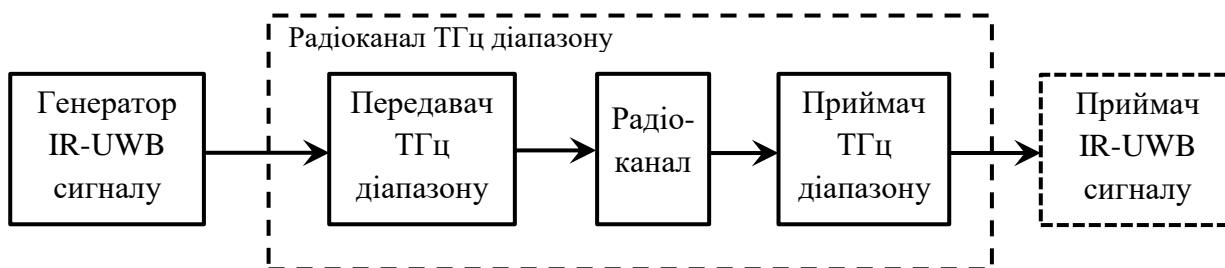 Радіоканал ТГц діапазону
Генератор
IR-UWB
сигналу
Передавач
ТГц
діапазону
Радіо-
канал
Приймач
ТГц
діапазону
Приймач
IR-UWB
сигналу